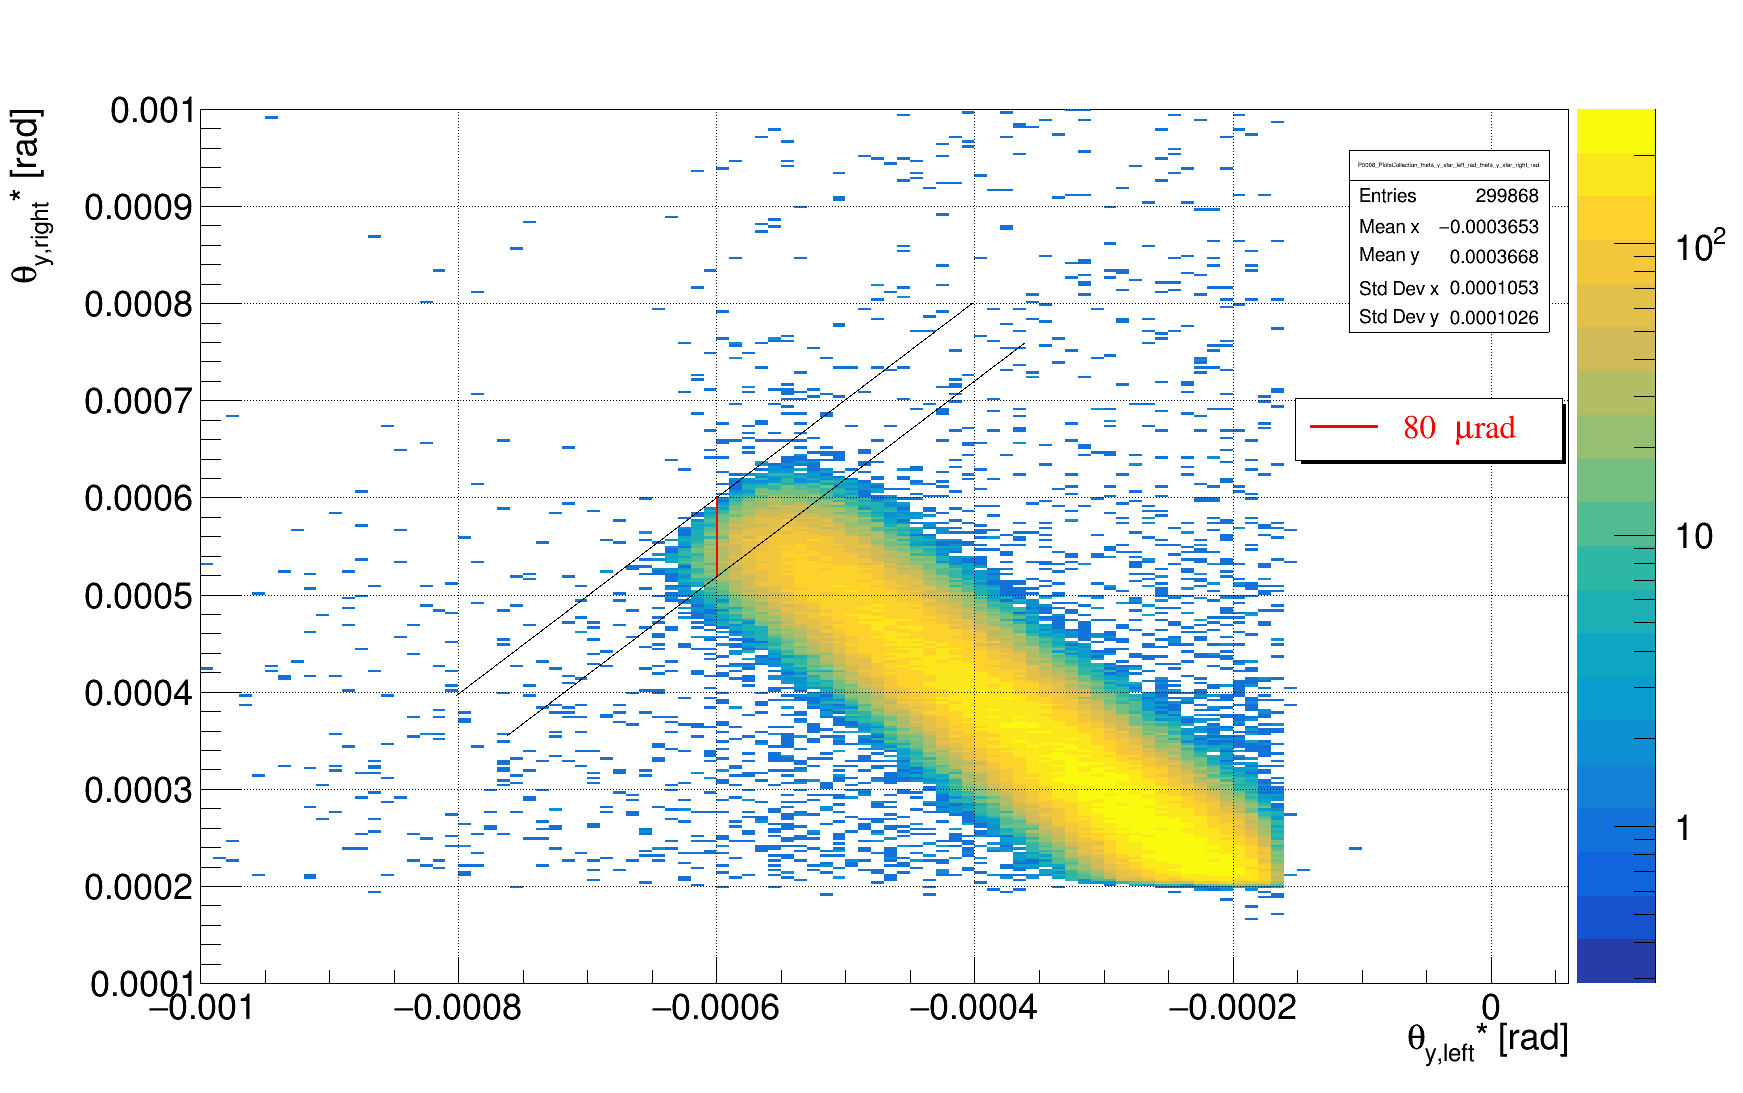 θy,right* [rad]
0.001
0.0009
0.0008
0.0007
0.0006
0.0005
0.0004
0.0003
0.0002
0.0001
−0.001 −0.0008 −0.0006 −0.0004 −0.0002 0
θy,left* [rad]
P0008_PlotsCollection_theta_y_star_left_rad_theta_y_star_right_rad
Entries 299868
Mean x −0.0003653
Mean y 0.0003668
Std Dev x 0.0001053
Std Dev y 0.0001026
80 μrad
10²
10
1